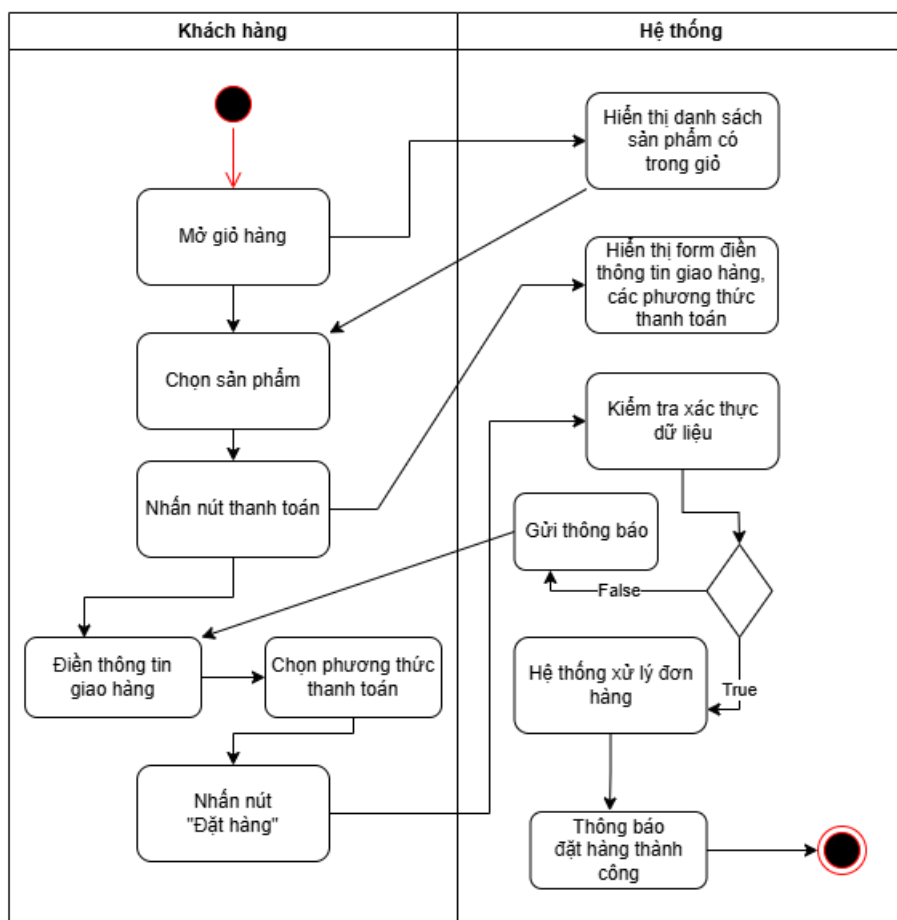 Khách hàng
Hệ thống
Hiển thị danh sách
sản phẩm có
trong giỏ
Mở giỏ hàng
Hiển thị form điền
thông tin giao hàng,
các phương thức
thanh toán
Chọn sản phẩm
Kiểm tra xác thực
dữ liệu
Nhấn nút thanh toán
Gửi thông báo
False
Điền thông tin
giao hàng
Chọn phương thức
thanh toán
Hệ thống xử lý đơn
hàng
True
Nhấn nút
"Đặt hàng"
Thông báo
đặt hàng thành
công